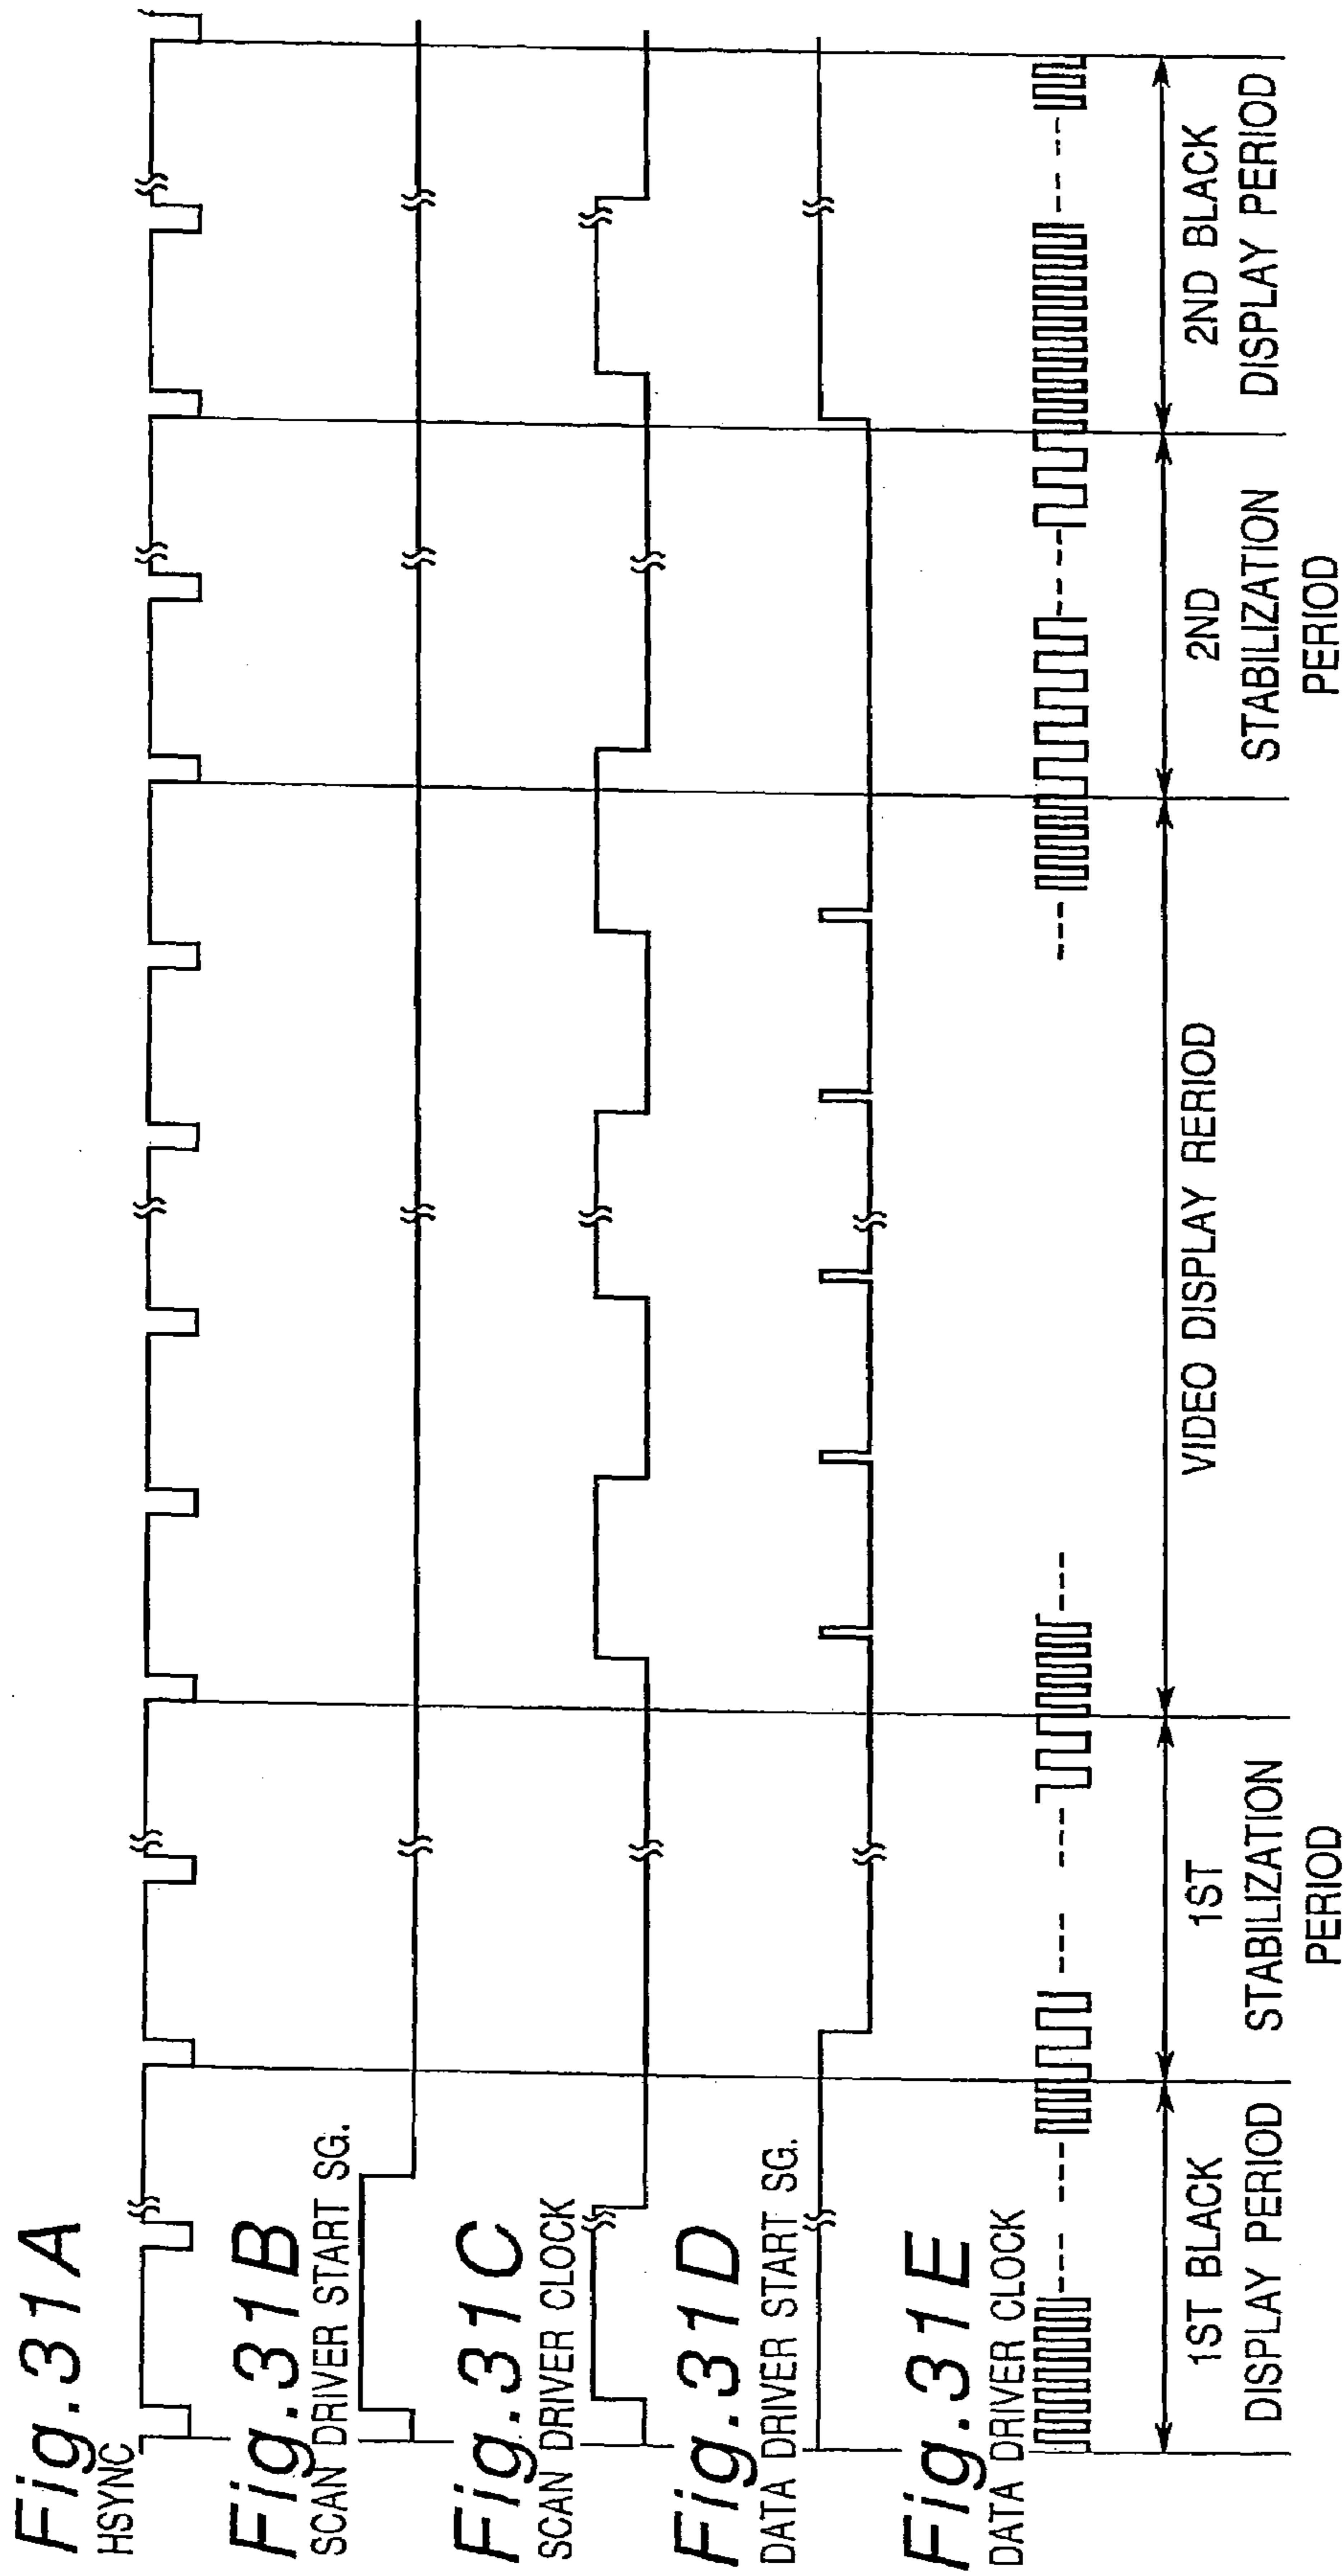 Fig.31A
HSYNC
Fig.31B
SCAN DRIVER START SG.
Fig.31C
SCAN DRIVER CLOCK
Fig.31D
DATA DRIVER START SG.
Fig.31E
DATA DRIVER CLOCK
1ST BLACK
DISPLAY PERIOD
1ST
STABILIZATION
PERIOD
VIDEO DISPLAY RERIOD
2ND
STABILIZATION
PERIOD
2ND BLACK
DISPLAY PERIOD